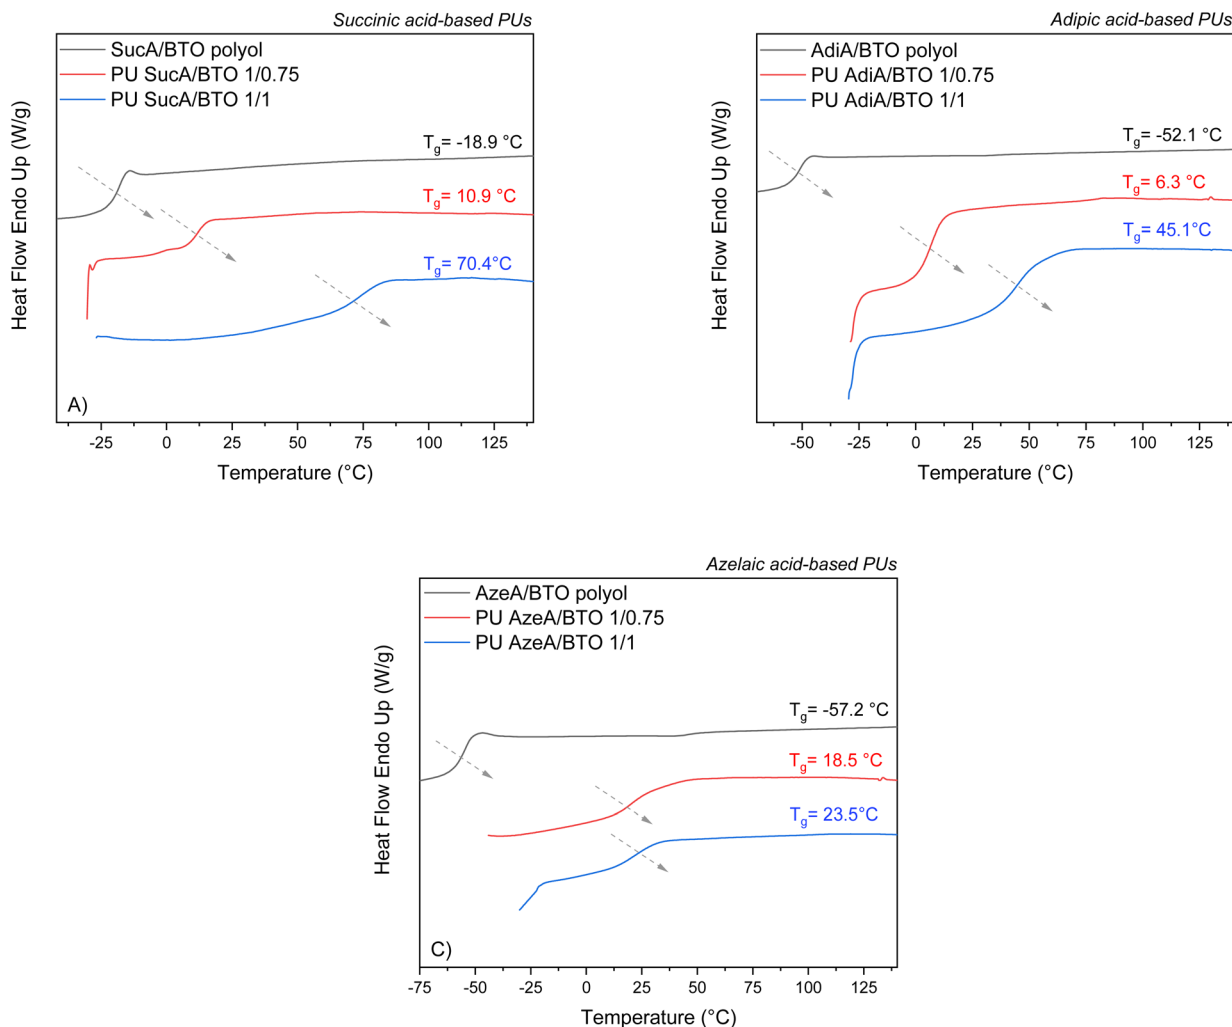 Succinic acid-based PUs
SucA/BTO polyol
PU SucA/BTO 1/0.75
PU SucA/BTO 1/1
Heat Flow Endo Up (W/g)
Tg= -18.9 °C
Tg= 10.9 °C
Tg= 70.4°C
A)
-25 0 25 50 75 100 125
Temperature (°C)
Adipic acid-based PUs
AdiA/BTO polyol
PU AdiA/BTO 1/0.75
PU AdiA/BTO 1/1
Heat Flow Endo Up (W/g)
Tg= -52.1 °C
Tg= 6.3 °C
Tg= 45.1°C
-50 -25 0 25 50 75 100 125
Temperature (°C)
Azelaic acid-based PUs
AzeA/BTO polyol
PU AzeA/BTO 1/0.75
PU AzeA/BTO 1/1
Heat Flow Endo Up (W/g)
Tg= -57.2 °C
Tg= 18.5 °C
Tg= 23.5°C
C)
-75 -50 -25 0 25 50 75 100 125
Temperature (°C)